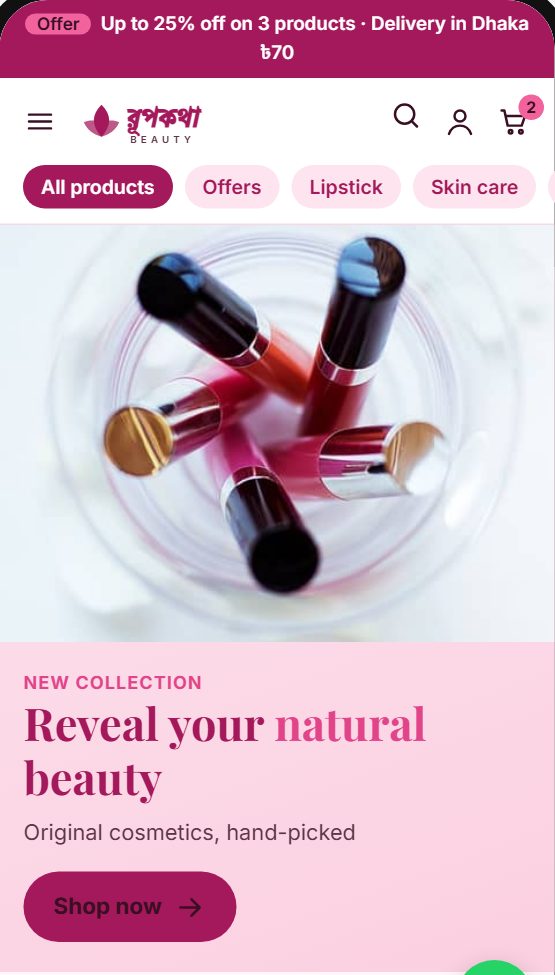 Offer Up to 25% off on 3 products · Delivery in Dhaka
৳70
রূপকথা
BEAUTY
2
All products Offers Lipstick Skin care
NEW COLLECTION
Reveal your natural
beauty
Original cosmetics, hand-picked
Shop now →